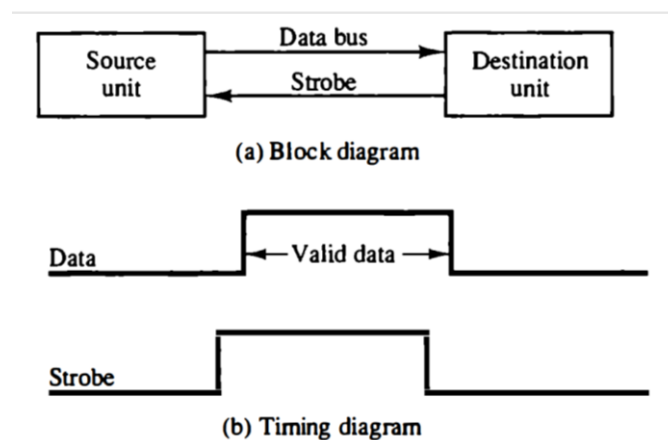 Source
unit
Data bus
Strobe
Destination
unit
(a) Block diagram
Data
Valid data
Strobe
(b) Timing diagram